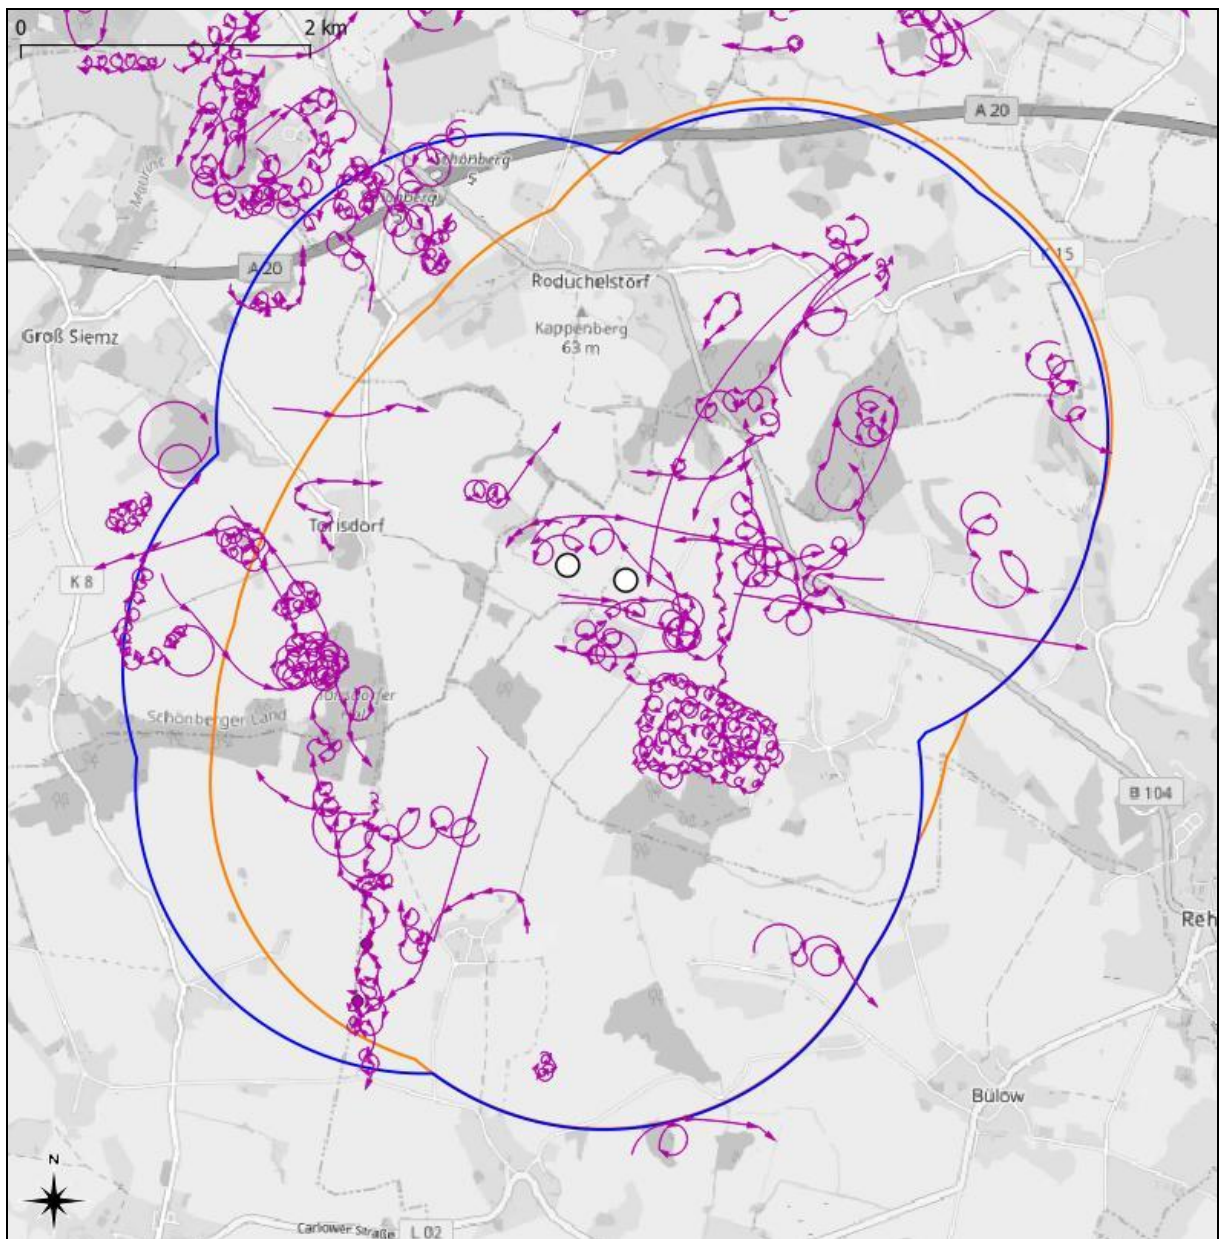 0 2 km
A 20
Schönberg
5
A 20
K 15
Roduchelstorf
Groß Siemz
Kappenberg
63 m
Torisdorf
K 8
Schönberger Land
B 104
Reh
Bülow
N
Carlower Straße
L 02